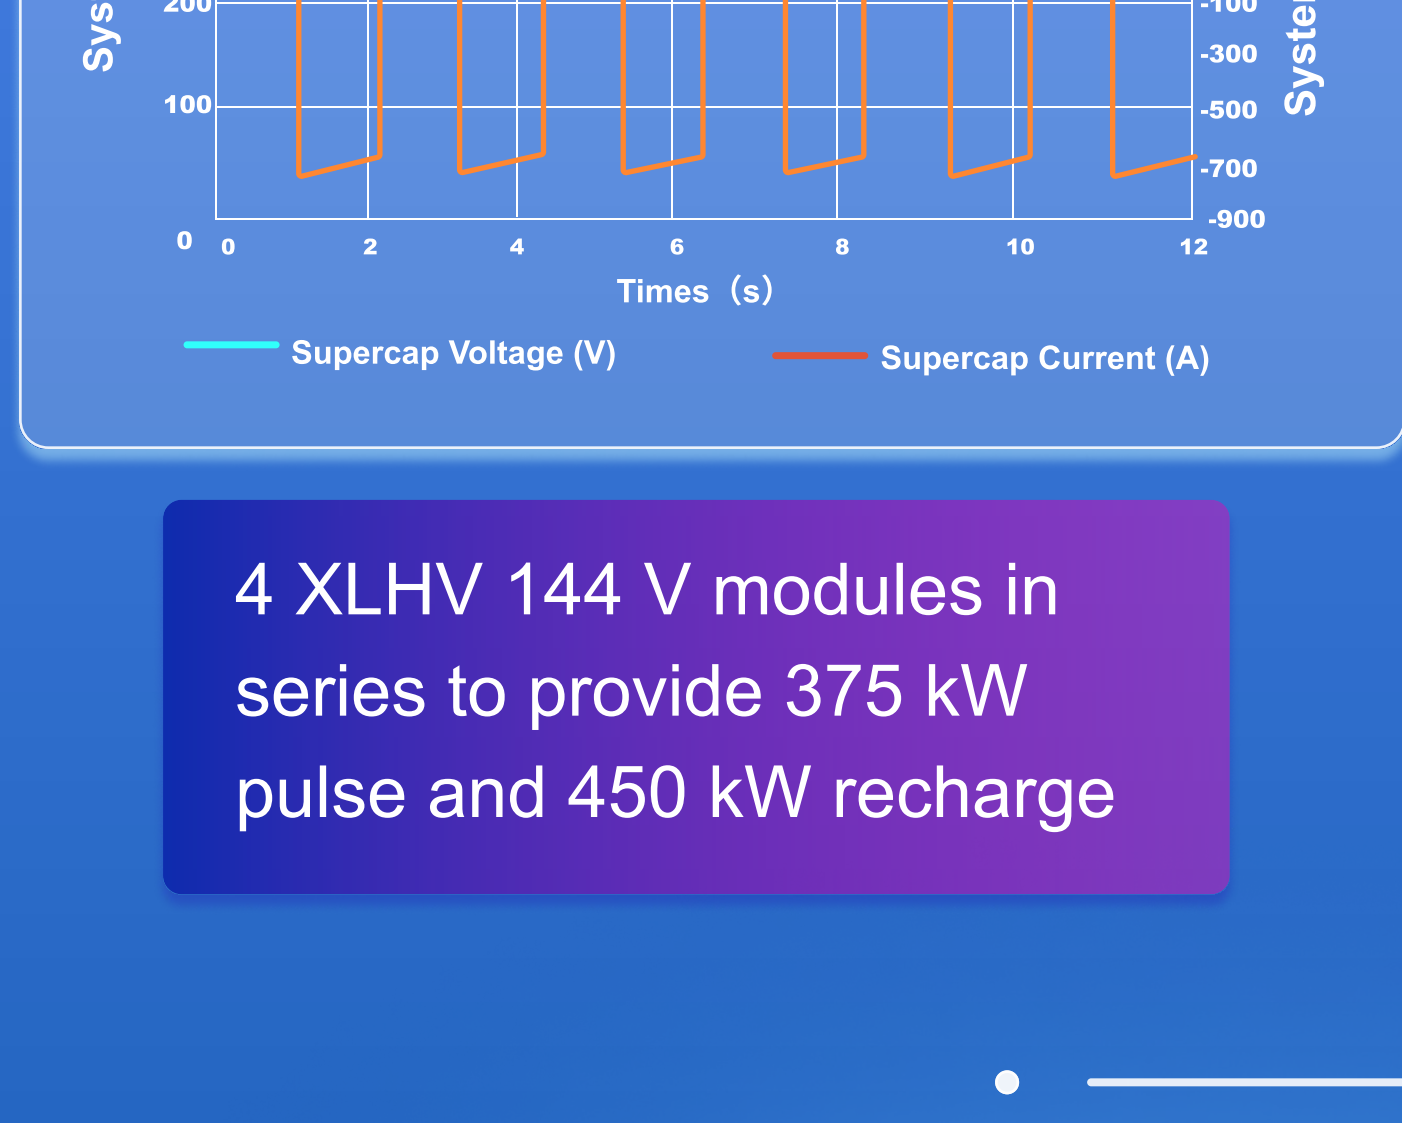 200
-100
Sys
Syster
-300
100
-500
-700
-900
0
0 2 4 6 8 10 12
Times（s）
Supercap Voltage (V)
Supercap Current (A)
4 XLHV 144 V modules in
series to provide 375 kW
pulse and 450 kW recharge